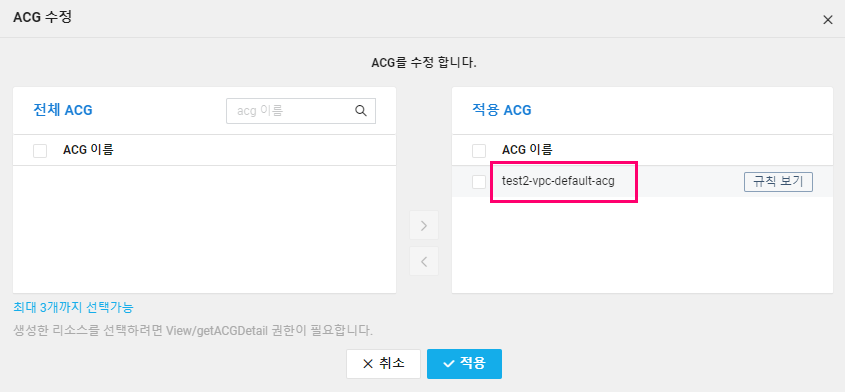 ACG 수정
ACG를 수정 합니다.
전체 ACG
acg 이름
ACG 이름
적용 ACG
ACG 이름
test2-vpc-default-acg
규칙 보기
최대 3개까지 선택가능
생성한 리소스를 선택하려면 View/getACGDetail 권한이 필요합니다.
취소
적용